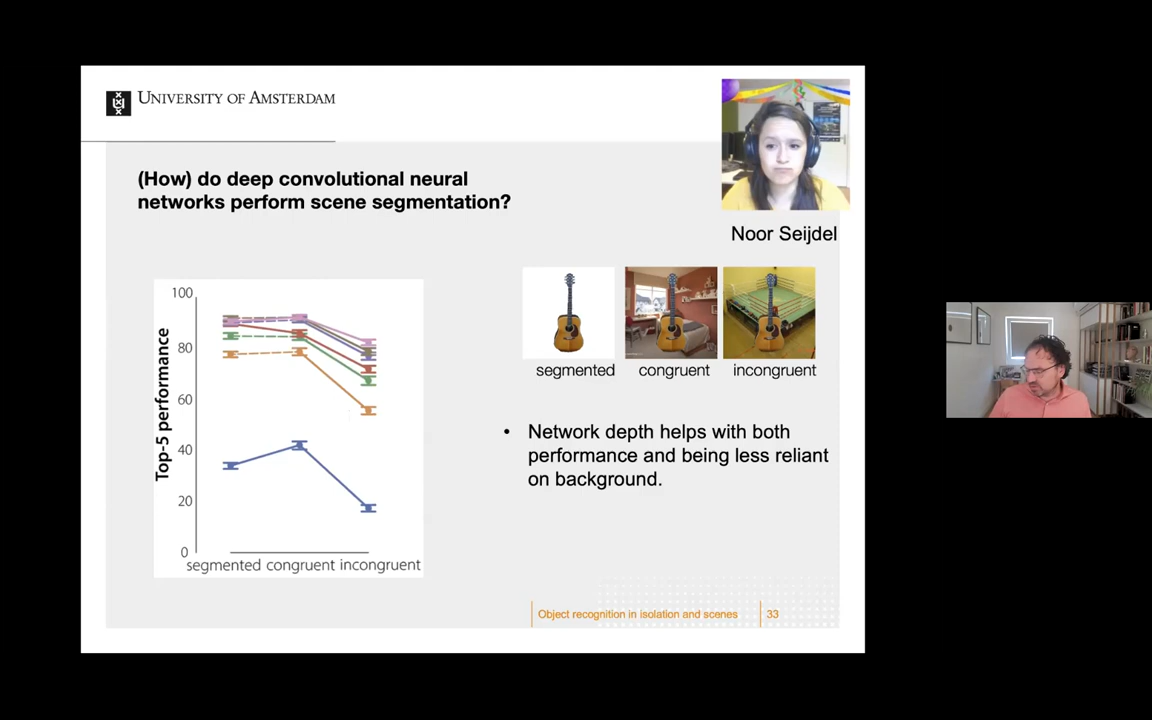 UNIVERSITY OF AMSTERDAM
(How) do deep convolutional neural
networks perform scene segmentation?
Noor Seijdel
100
80
60
40
20
0
Top-5 performance
segmented congruent incongruent
segmented congruent incongruent
• Network depth helps with both
performance and being less reliant
on background.
Object recognition in isolation and scenes 33